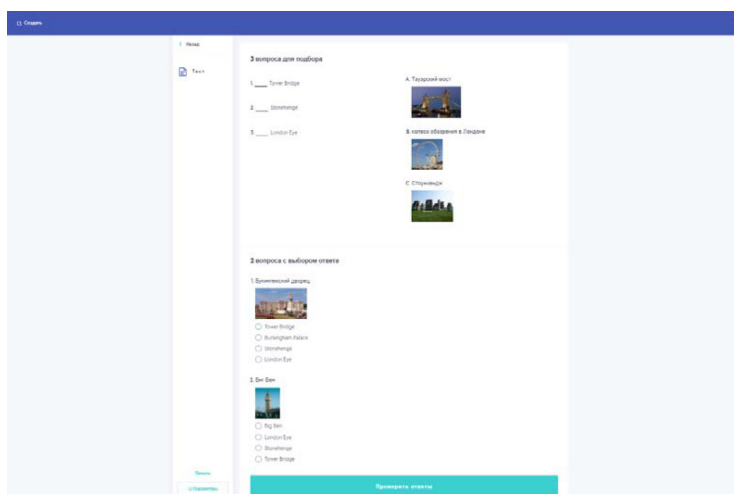 Создать
Назад
Тест
3 вопроса для подбора
1. ____ Tower Bridge
2. ____ Stonehenge
3. ____ London Eye
A. Тауэрский мост
B. колесо обозрения в Лондоне
C. Стоунхендж
2 вопроса с выбором ответа
1. Букингемский дворец
Tower Bridge
Buckingham Palace
Stonehenge
London Eye
2. Биг Бен
Big Ben
London Eye
Stonehenge
Tower Bridge
Печать
Параметры
Проверить ответы